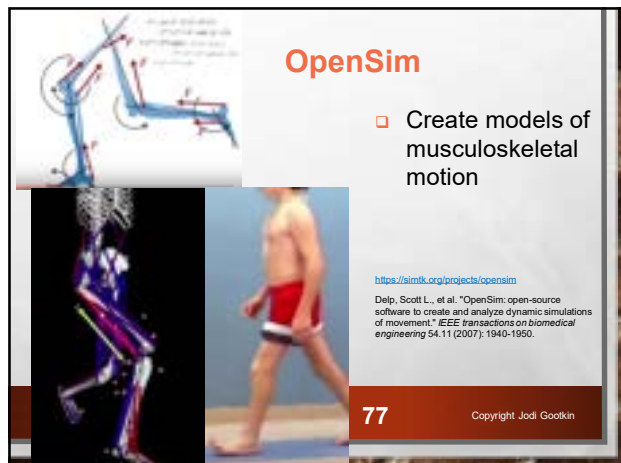 OpenSim
Create models of
musculoskeletal
motion
https://simtk.org/projects/opensim
Delp, Scott L., et al. "OpenSim: open-source
software to create and analyze dynamic simulations
of movement." IEEE transactions on biomedical
engineering 54.11 (2007): 1940-1950.
77
Copyright Jodi Gootkin